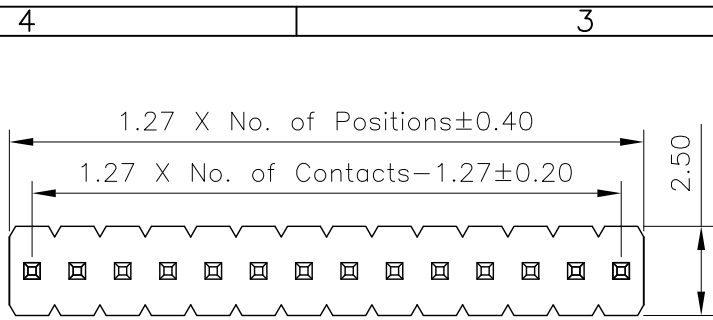 4 3
1.27 X No. of Positions±0.40
1.27 X No. of Contacts-1.27±0.20
2.50